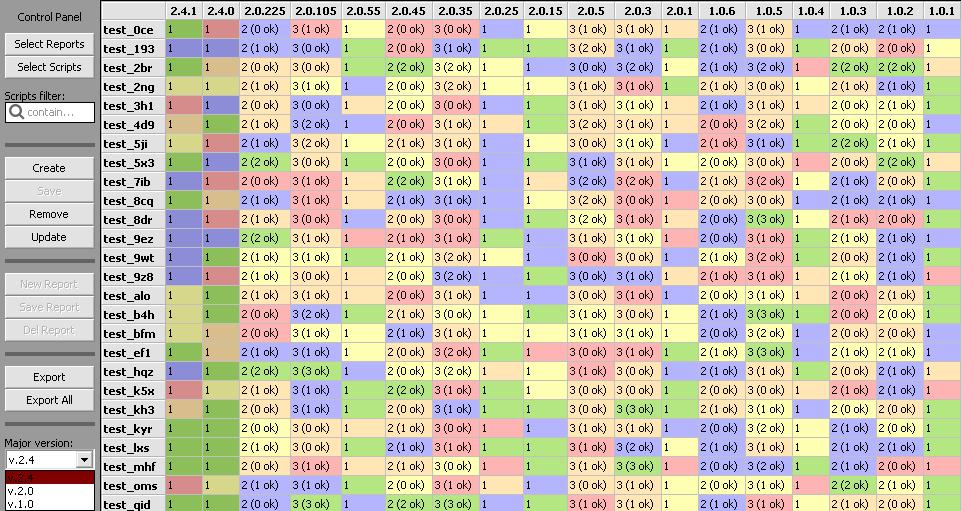 Control Panel
Select Reports
Select Scripts
Scripts filter:
contain...
Create
Save
Remove
Update
New Report
Save Report
Del Report
Export
Export All
Major version:
v.2.4
v.2.4
v.2.0
v.1.0
2.4.1 2.4.0 2.0.225 2.0.105 2.0.55 2.0.45 2.0.35 2.0.25 2.0.15 2.0.5 2.0.3 2.0.1 1.0.6 1.0.5 1.0.4 1.0.3 1.0.2 1.0.1
test_0ce 1 1 2 (0 ok) 3 (1 ok) 1 2 (0 ok) 3 (0 ok) 1 1 3 (1 ok) 3 (2 ok) 1 2 (1 ok) 3 (1 ok) 1 2 (1 ok) 2 (1 ok) 1
test_193 1 1 2 (0 ok) 3 (0 ok) 1 2 (0 ok) 3 (1 ok) 1 1 3 (2 ok) 3 (1 ok) 1 2 (1 ok) 3 (0 ok) 1 2 (0 ok) 2 (0 ok) 1
test_2br 1 1 2 (0 ok) 3 (0 ok) 1 2 (2 ok) 3 (2 ok) 1 1 3 (0 ok) 3 (2 ok) 1 2 (1 ok) 3 (2 ok) 1 2 (2 ok) 2 (2 ok) 1
test_2ng 1 1 2 (1 ok) 3 (1 ok) 1 2 (0 ok) 3 (2 ok) 1 1 3 (2 ok) 3 (1 ok) 1 2 (0 ok) 3 (1 ok) 1 2 (0 ok) 2 (1 ok) 1
test_3h1 1 1 2 (0 ok) 3 (0 ok) 1 2 (0 ok) 3 (0 ok) 1 1 3 (0 ok) 3 (1 ok) 1 2 (1 ok) 3 (1 ok) 1 2 (0 ok) 2 (1 ok) 1
test_4d9 1 1 2 (1 ok) 3 (2 ok) 1 2 (0 ok) 3 (1 ok) 1 1 3 (2 ok) 3 (1 ok) 1 2 (0 ok) 3 (2 ok) 1 2 (1 ok) 2 (0 ok) 1
test_5ji 1 1 2 (1 ok) 3 (2 ok) 1 2 (1 ok) 3 (1 ok) 1 1 3 (0 ok) 3 (1 ok) 1 2 (1 ok) 3 (0 ok) 1 2 (2 ok) 2 (1 ok) 1
test_5x3 1 1 2 (2 ok) 3 (0 ok) 1 2 (0 ok) 3 (0 ok) 1 1 3 (1 ok) 3 (1 ok) 1 2 (0 ok) 3 (0 ok) 1 2 (0 ok) 2 (2 ok) 1
test_7ib 1 1 2 (0 ok) 3 (1 ok) 1 2 (2 ok) 3 (1 ok) 1 1 3 (2 ok) 3 (1 ok) 1 2 (1 ok) 3 (2 ok) 1 2 (1 ok) 2 (0 ok) 1
test_8cq 1 1 2 (1 ok) 3 (1 ok) 1 2 (1 ok) 3 (1 ok) 1 1 3 (2 ok) 3 (0 ok) 1 2 (1 ok) 3 (1 ok) 1 2 (1 ok) 2 (1 ok) 1
test_8dr 1 1 2 (1 ok) 3 (0 ok) 1 2 (0 ok) 3 (0 ok) 1 1 3 (2 ok) 3 (0 ok) 1 2 (0 ok) 3 (3 ok) 1 2 (1 ok) 2 (0 ok) 1
test_9ez 1 1 2 (2 ok) 3 (1 ok) 1 2 (1 ok) 3 (1 ok) 1 1 3 (1 ok) 3 (1 ok) 1 2 (0 ok) 3 (1 ok) 1 2 (0 ok) 2 (1 ok) 1
test_9wt 1 1 2 (1 ok) 3 (1 ok) 1 2 (1 ok) 3 (2 ok) 1 1 3 (0 ok) 3 (0 ok) 1 2 (0 ok) 3 (1 ok) 1 2 (0 ok) 2 (1 ok) 1
test_9z8 1 1 2 (1 ok) 3 (0 ok) 1 2 (0 ok) 3 (2 ok) 1 1 3 (0 ok) 3 (1 ok) 1 2 (1 ok) 3 (1 ok) 1 2 (0 ok) 2 (1 ok) 1
test_alo 1 1 2 (1 ok) 3 (1 ok) 1 2 (0 ok) 3 (1 ok) 1 1 3 (0 ok) 3 (1 ok) 1 2 (0 ok) 3 (0 ok) 1 2 (0 ok) 2 (0 ok) 1
test_b4h 1 1 2 (0 ok) 3 (2 ok) 1 2 (0 ok) 3 (1 ok) 1 1 3 (0 ok) 3 (1 ok) 1 2 (0 ok) 3 (3 ok) 1 2 (0 ok) 2 (0 ok) 1
test_bfm 1 1 2 (0 ok) 3 (1 ok) 1 2 (1 ok) 3 (0 ok) 1 1 3 (0 ok) 3 (1 ok) 1 2 (0 ok) 3 (2 ok) 1 2 (0 ok) 2 (0 ok) 1
test_ef1 1 1 2 (1 ok) 3 (1 ok) 1 2 (0 ok) 3 (1 ok) 1 1 3 (0 ok) 3 (0 ok) 1 2 (1 ok) 3 (3 ok) 1 2 (0 ok) 2 (1 ok) 1
test_hqz 1 1 2 (2 ok) 3 (3 ok) 1 2 (0 ok) 3 (1 ok) 1 1 3 (2 ok) 3 (1 ok) 1 2 (0 ok) 3 (0 ok) 1 2 (0 ok) 2 (1 ok) 1
test_k5x 1 1 2 (1 ok) 3 (1 ok) 1 2 (2 ok) 3 (1 ok) 1 1 3 (0 ok) 3 (0 ok) 1 2 (0 ok) 3 (0 ok) 1 2 (0 ok) 2 (1 ok) 1
test_kh3 1 1 2 (0 ok) 3 (1 ok) 1 2 (0 ok) 3 (1 ok) 1 1 3 (0 ok) 3 (3 ok) 1 2 (0 ok) 3 (1 ok) 1 2 (0 ok) 2 (0 ok) 1
test_kyr 1 1 2 (0 ok) 3 (0 ok) 1 2 (0 ok) 3 (1 ok) 1 1 3 (0 ok) 3 (1 ok) 1 2 (1 ok) 3 (1 ok) 1 2 (0 ok) 2 (0 ok) 1
test_lxs 1 1 2 (1 ok) 3 (0 ok) 1 2 (1 ok) 3 (0 ok) 1 1 3 (1 ok) 3 (2 ok) 1 2 (1 ok) 3 (1 ok) 1 2 (0 ok) 2 (1 ok) 1
test_mhf 1 1 2 (0 ok) 3 (1 ok) 1 2 (1 ok) 3 (0 ok) 1 1 3 (1 ok) 3 (3 ok) 1 2 (0 ok) 3 (2 ok) 1 2 (1 ok) 2 (0 ok) 1
test_oms 1 1 2 (1 ok) 3 (1 ok) 1 2 (0 ok) 3 (1 ok) 1 1 3 (0 ok) 3 (0 ok) 1 2 (0 ok) 3 (1 ok) 1 2 (2 ok) 2 (1 ok) 1
test_qid 1 1 2 (0 ok) 3 (3 ok) 1 2 (2 ok) 3 (0 ok) 1 1 3 (0 ok) 3 (1 ok) 1 2 (0 ok) 3 (1 ok) 1 2 (1 ok) 2 (1 ok) 1